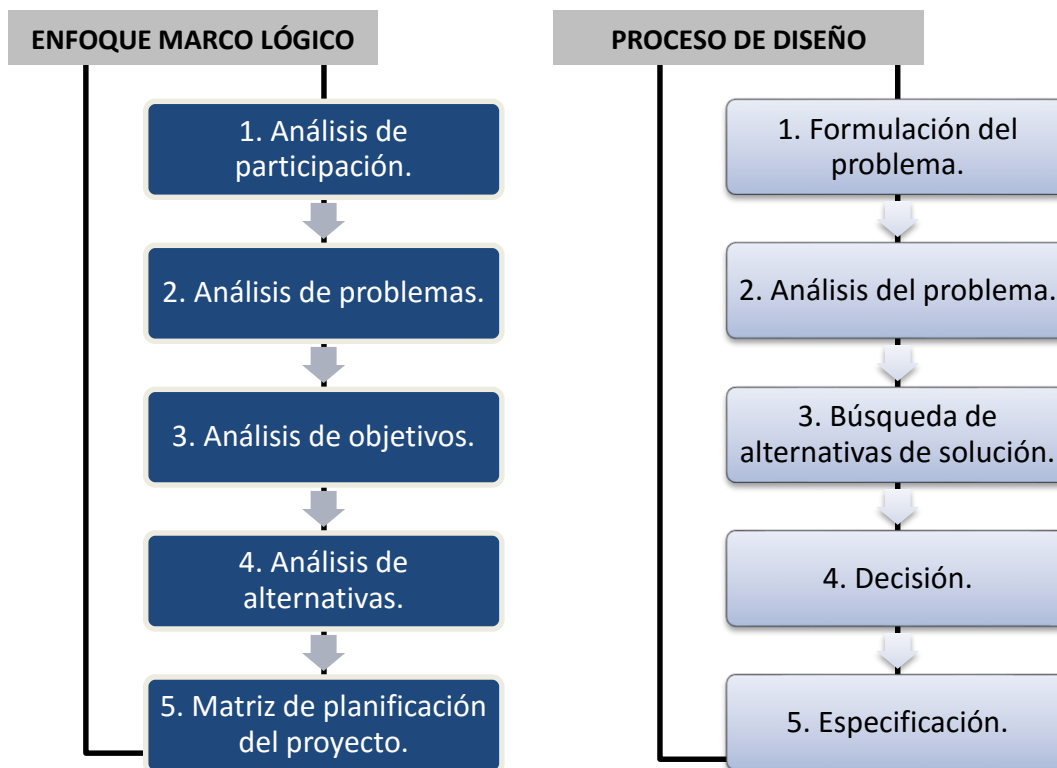 ENFOQUE MARCO LÓGICO
1. Análisis de
participación.
2. Análisis de problemas.
3. Análisis de objetivos.
4. Análisis de
alternativas.
5. Matriz de planificación
del proyecto.
PROCESO DE DISEÑO
1. Formulación del
problema.
2. Análisis del problema.
3. Búsqueda de
alternativas de solución.
4. Decisión.
5. Especificación.